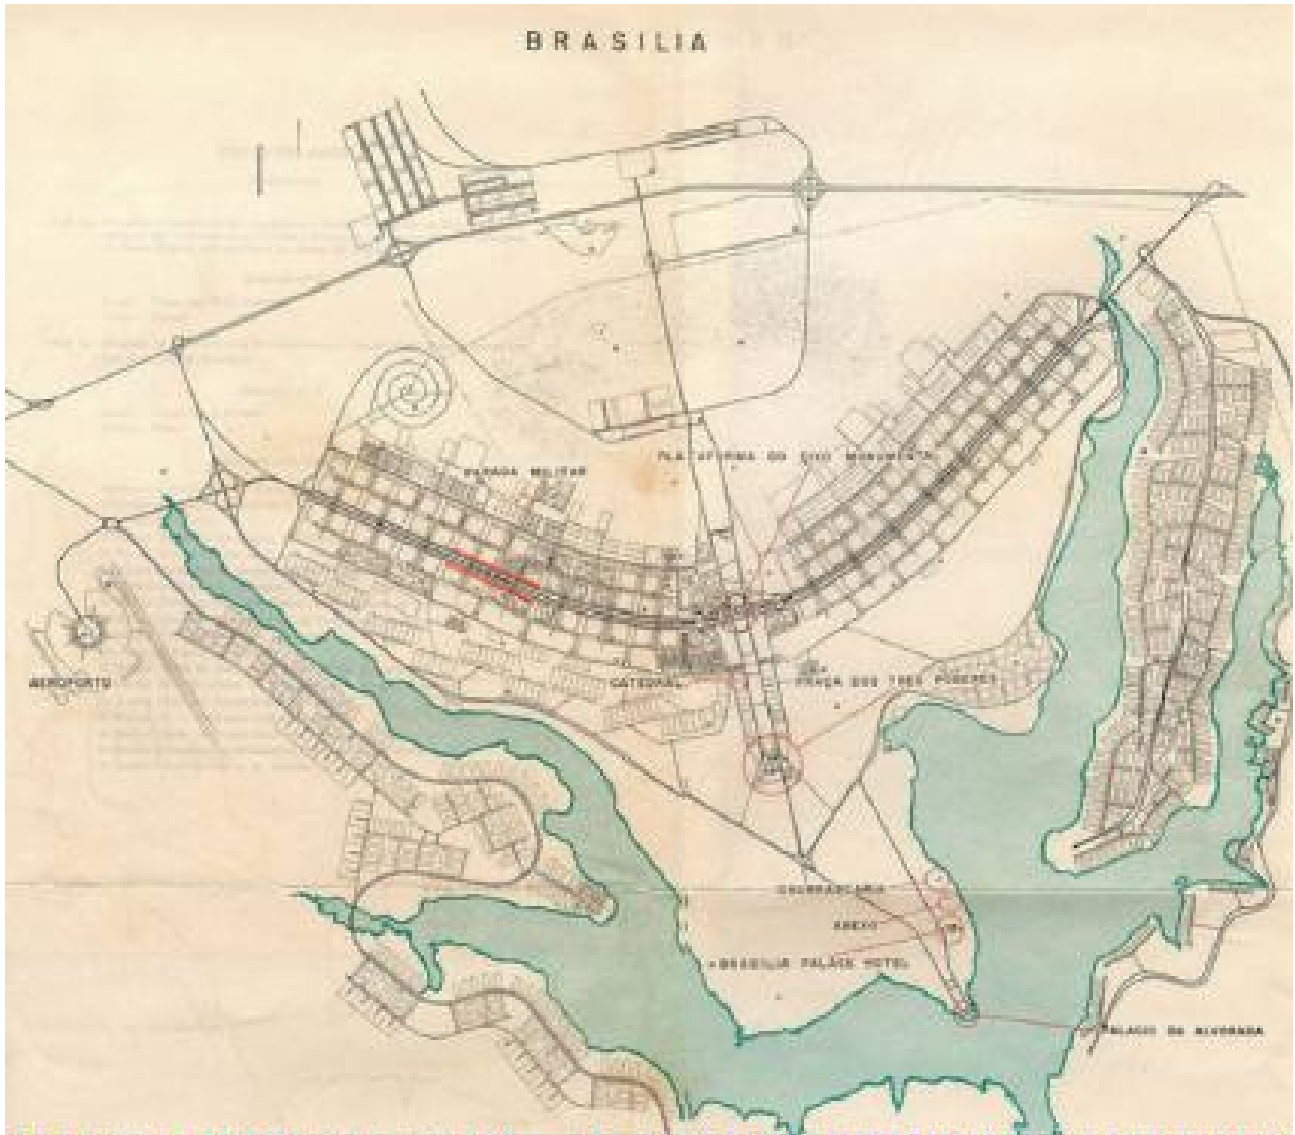 BRASILIA
PARADA MILITAR
PLATAFORMA DO EIXO MONUMENTAL
AEROPORTO
CATEDRAL
PRAÇA DOS TRES PODERES
CHURRASCARIA
ANEXO
BRASILIA PALACE HOTEL
PALACIO DA ALVORADA